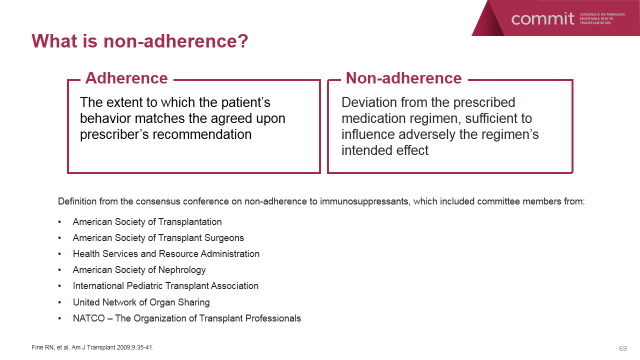 commit CONSENSUS ON MANAGING
MODIFIABLE RISK IN
TRANSPLANTATION
What is non-adherence?
Adherence
The extent to which the patient's
behavior matches the agreed upon
prescriber's recommendation
Non-adherence
Deviation from the prescribed
medication regimen, sufficient to
influence adversely the regimen's
intended effect
Definition from the consensus conference on non-adherence to immunosuppressants, which included committee members from:
• American Society of Transplantation
• American Society of Transplant Surgeons
• Health Services and Resource Administration
• American Society of Nephrology
• International Pediatric Transplant Association
• United Network of Organ Sharing
• NATCO – The Organization of Transplant Professionals
Fine RN, et al. Am J Transplant 2009;9:35-41.
69